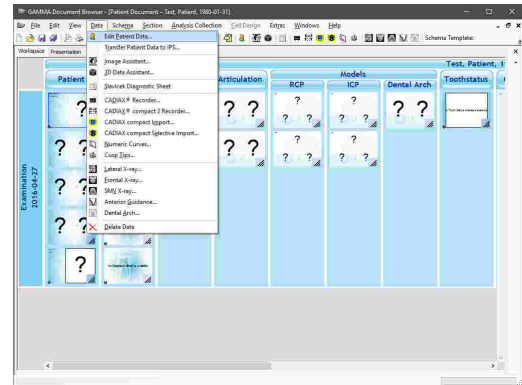 GAMMA Database Browser - [Patient Document - Test, Patient, 1980-01-31]
File Edit View Data Schema Section Analysis Collection Cell Design Extras Windows Help
Schema Template:
Workspace Presentation
Edit Patient Data...
Transfer Patient Data to IPS...
Image Assistant...
3D Data Assistant...
Slavicek Diagnostic Sheet
CADIAX® Recorder...
CADIAX® compact 2 Recorder...
CADIAX compact Import...
CADIAX compact Selective Import...
Numeric Curves...
Cusp Tips...
Lateral X-ray...
Frontal X-ray...
SMV X-ray...
Anterior Guidance...
Dental Arch...
Delete Data
Test, Patient, 1
Patient
Articulation
Models
RCP
ICP
Dental Arch
Toothstatus
Examination
2016-04-27
?
? ?
? ?
? ?
? ?
? ?
? ?
? ?
? ?
? ?
? ?
?